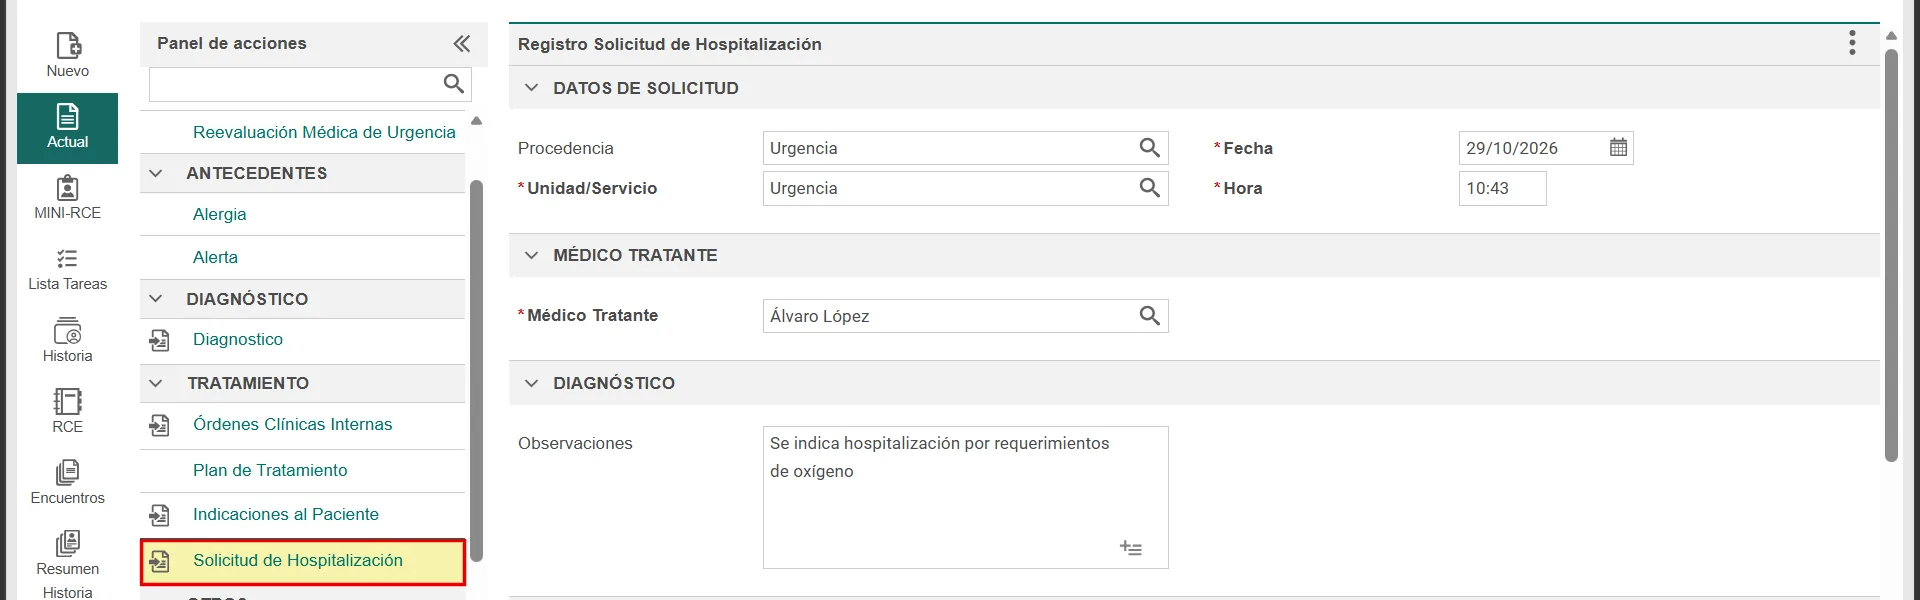 Nuevo
Actual
MINI-RCE
Lista Tareas
Historia
RCE
Encuentros
Resumen
Historia
Panel de acciones
Reevaluación Médica de Urgencia
ANTECEDENTES
Alergia
Alerta
DIAGNÓSTICO
Diagnostico
TRATAMIENTO
Órdenes Clínicas Internas
Plan de Tratamiento
Indicaciones al Paciente
Solicitud de Hospitalización
OTROS
Registro Solicitud de Hospitalización
DATOS DE SOLICITUD
Procedencia Urgencia *Fecha 29/10/2026
*Unidad/Servicio Urgencia *Hora 10:43
MÉDICO TRATANTE
*Médico Tratante Álvaro López
DIAGNÓSTICO
Observaciones Se indica hospitalización por requerimientos
de oxígeno